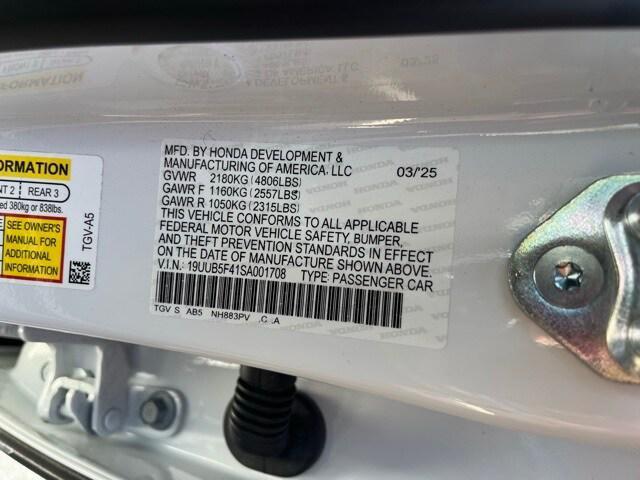 MFD. BY HONDA DEVELOPMENT &
MANUFACTURING OF AMERICA, LLC 03/'25
GVWR 2180KG (4806LBS)
GAWR F 1160KG (2557LBS)
GAWR R 1050KG (2315LBS)
THIS VEHICLE CONFORMS TO ALL APPLICABLE
FEDERAL MOTOR VEHICLE SAFETY, BUMPER,
AND THEFT PREVENTION STANDARDS IN EFFECT
ON THE DATE OF MANUFACTURE SHOWN ABOVE.
V.I.N.: 19UUB5F41SA001708 TYPE PASSENGER CAR
TGV S AB5 NH883PV .C .A
ORMATION
NT 2 REAR 3
ed 380kg or 838lbs.
SEE OWNER'S
MANUAL FOR
ADDITIONAL
INFORMATION
TGV-A5